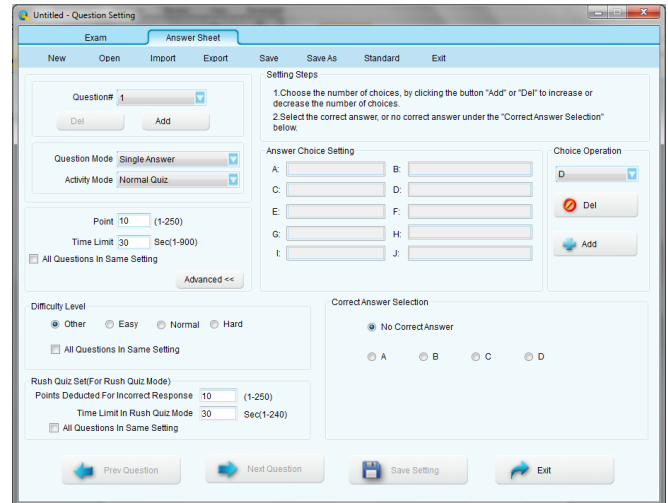 Untitled - Question Setting
Exam Answer Sheet
New Open Import Export Save Save As Standard Exit
Question# 1
Del Add
Question Mode Single Answer
Activity Mode Normal Quiz
Point 10 (1-250)
Time Limit 30 Sec(1-900)
All Questions In Same Setting
Advanced <<
Setting Steps
1.Choose the number of choices, by clicking the button "Add" or "Del" to increase or
decrease the number of choices.
2.Select the correct answer, or no correct answer under the "Correct Answer Selection"
below.
Answer Choice Setting
A: B:
C: D:
E: F:
G: H:
I: J:
Choice Operation
D
Del
Add
Difficulty Level
Other Easy Normal Hard
All Questions In Same Setting
Rush Quiz Set(For Rush Quiz Mode)
Points Deducted For Incorrect Response 10 (1-250)
Time Limit In Rush Quiz Mode 30 Sec(1-240)
All Questions In Same Setting
Correct Answer Selection
No Correct Answer
A B C D
Prev Question Next Question Save Setting Exit